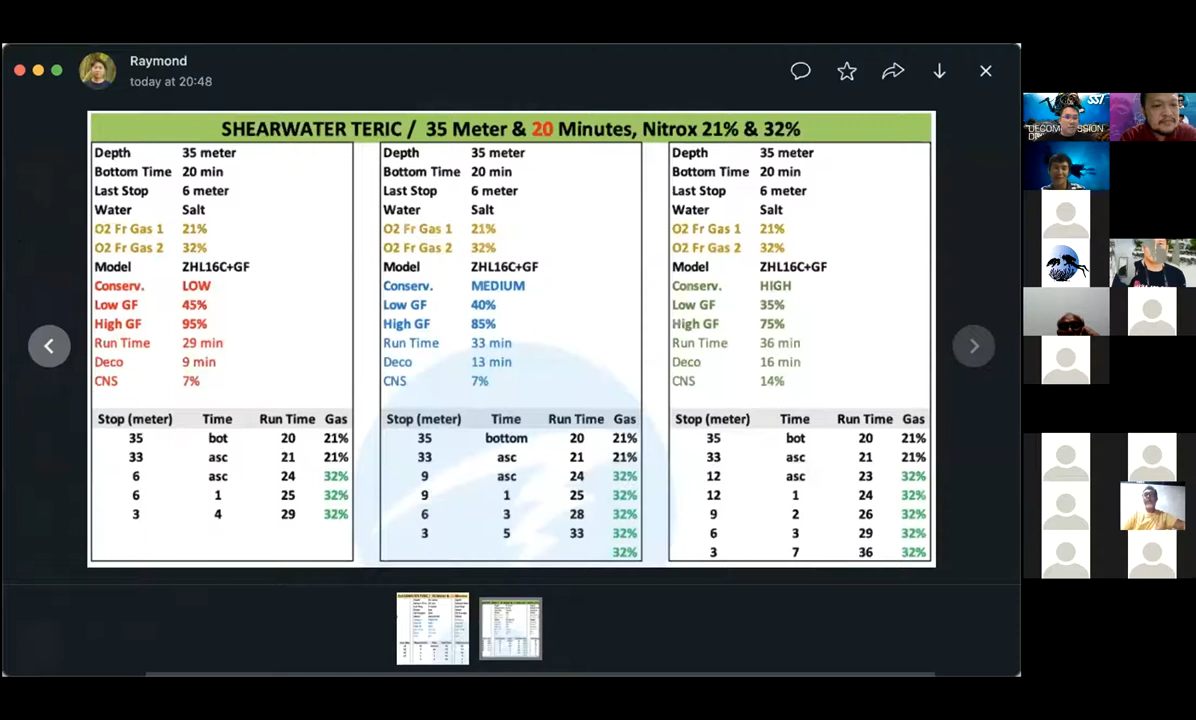 Raymond
today at 20:48
SHEARWATER TERIC / 35 Meter & 20 Minutes, Nitrox 21% & 32%
Depth 35 meter
Bottom Time 20 min
Last Stop 6 meter
Water Salt
O2 Fr Gas 1 21%
O2 Fr Gas 2 32%
Model ZHL16C+GF
Conserv. LOW
Low GF 45%
High GF 95%
Run Time 29 min
Deco 9 min
CNS 7%
Stop (meter) Time Run Time Gas
35 bot 20 21%
33 asc 21 21%
6 asc 24 32%
6 1 25 32%
3 4 29 32%
Depth 35 meter
Bottom Time 20 min
Last Stop 6 meter
Water Salt
O2 Fr Gas 1 21%
O2 Fr Gas 2 32%
Model ZHL16C+GF
Conserv. MEDIUM
Low GF 40%
High GF 85%
Run Time 33 min
Deco 13 min
CNS 7%
Stop (meter) Time Run Time Gas
35 bottom 20 21%
33 asc 21 21%
9 asc 24 32%
9 1 25 32%
6 3 28 32%
3 5 33 32%
32%
Depth 35 meter
Bottom Time 20 min
Last Stop 6 meter
Water Salt
O2 Fr Gas 1 21%
O2 Fr Gas 2 32%
Model ZHL16C+GF
Conserv. HIGH
Low GF 35%
High GF 75%
Run Time 36 min
Deco 16 min
CNS 14%
Stop (meter) Time Run Time Gas
35 bot 20 21%
33 asc 21 21%
12 asc 23 32%
12 1 24 32%
9 2 26 32%
6 3 29 32%
3 7 36 32%
SSI